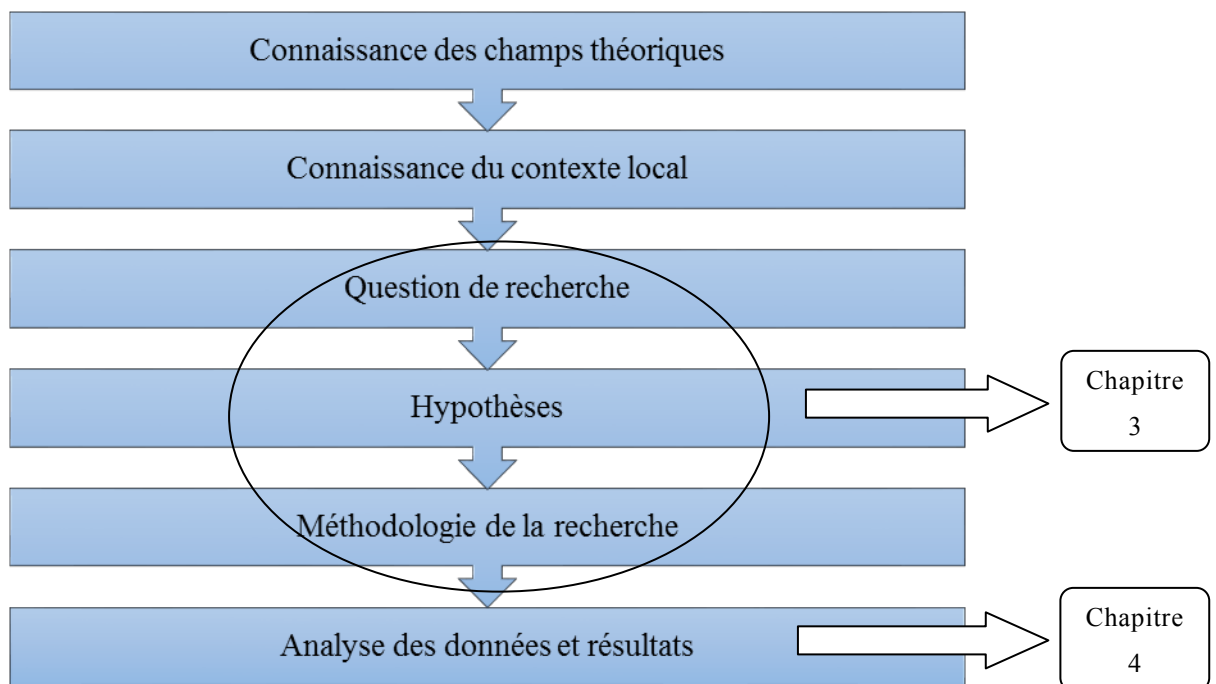 Connaissance des champs théoriques
Connaissance du contexte local
Question de recherche
Hypothèses
Chapitre
3
Méthodologie de la recherche
Analyse des données et résultats
Chapitre
4